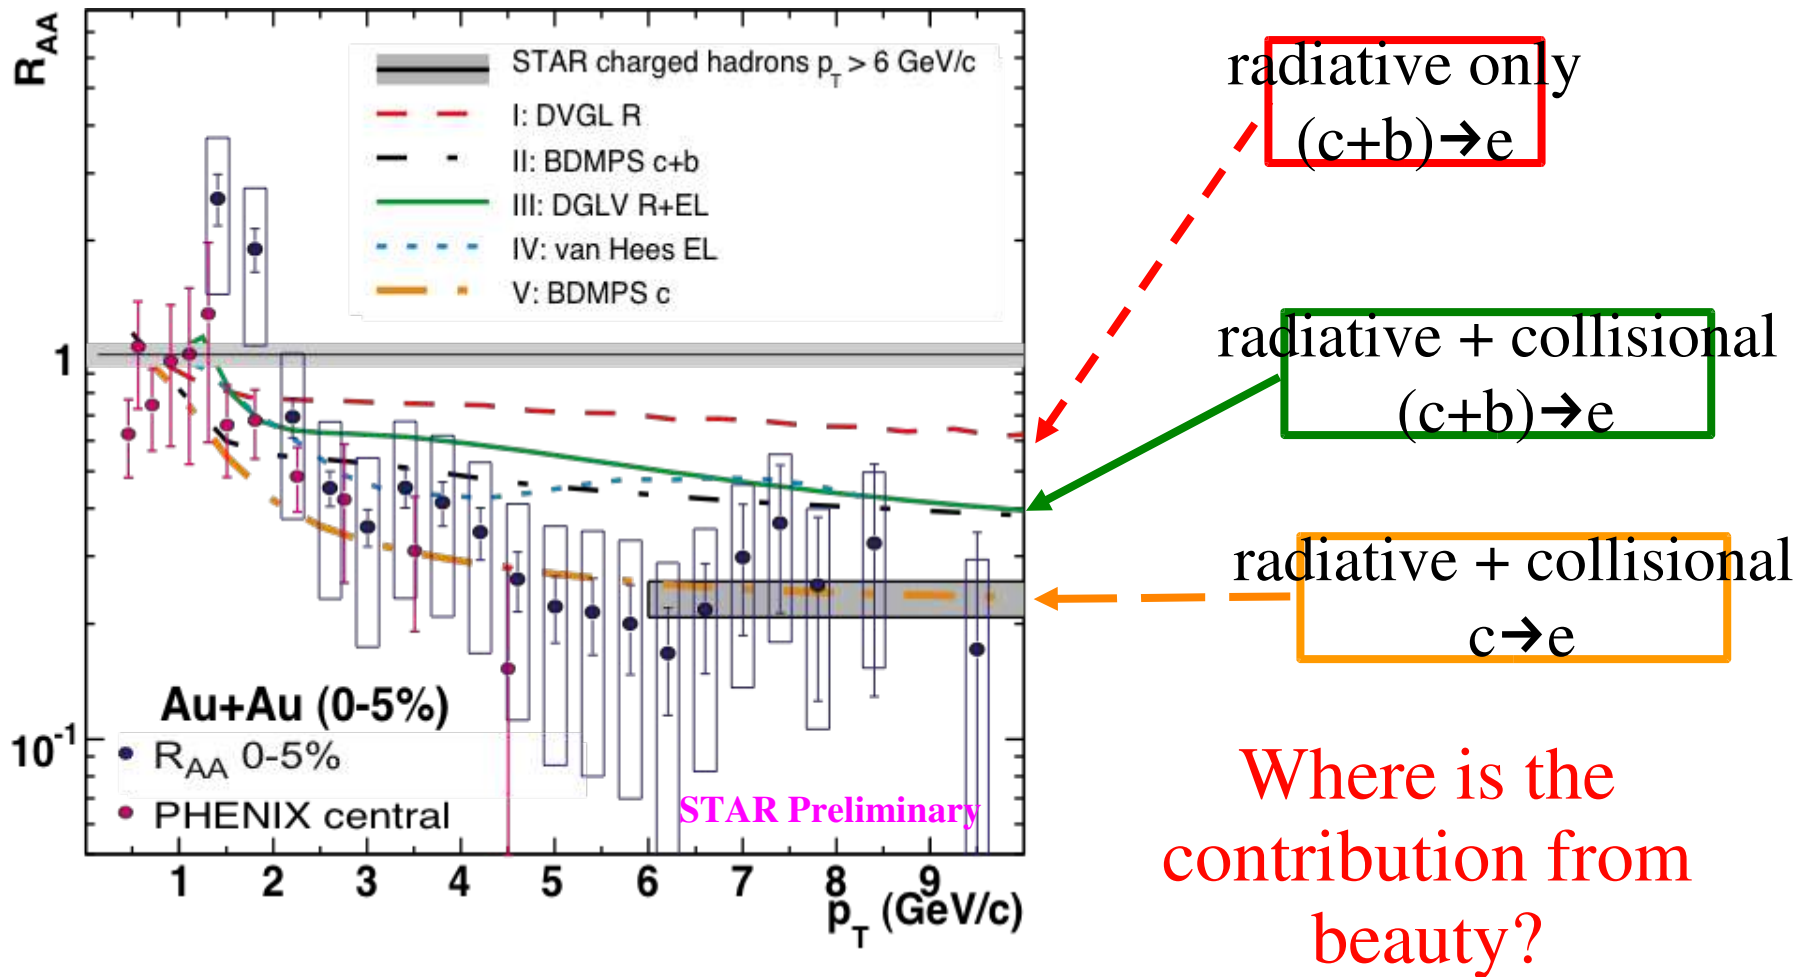 R_AA
STAR charged hadrons p_T > 6 GeV/c
I: DVGL R
II: BDMPS c+b
III: DGLV R+EL
IV: van Hees EL
V: BDMPS c
1
10^-1
Au+Au (0-5%)
R_AA 0-5%
PHENIX central
STAR Preliminary
1 2 3 4 5 6 7 8 9
p_T (GeV/c)
radiative only
(c+b)→e
radiative + collisional
(c+b)→e
radiative + collisional
c→e
Where is the
contribution from
beauty?